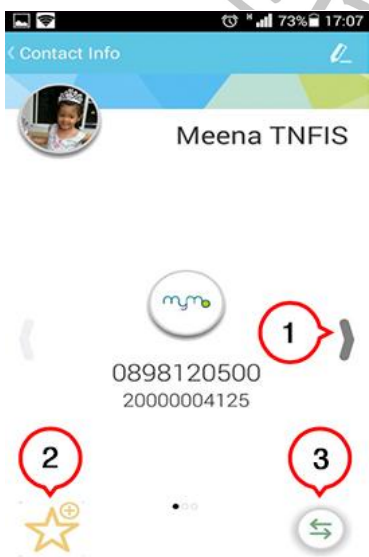 73% 17:07
Contact Info
Meena TNFIS
mymo
1
0898120500
20000004125
2
3